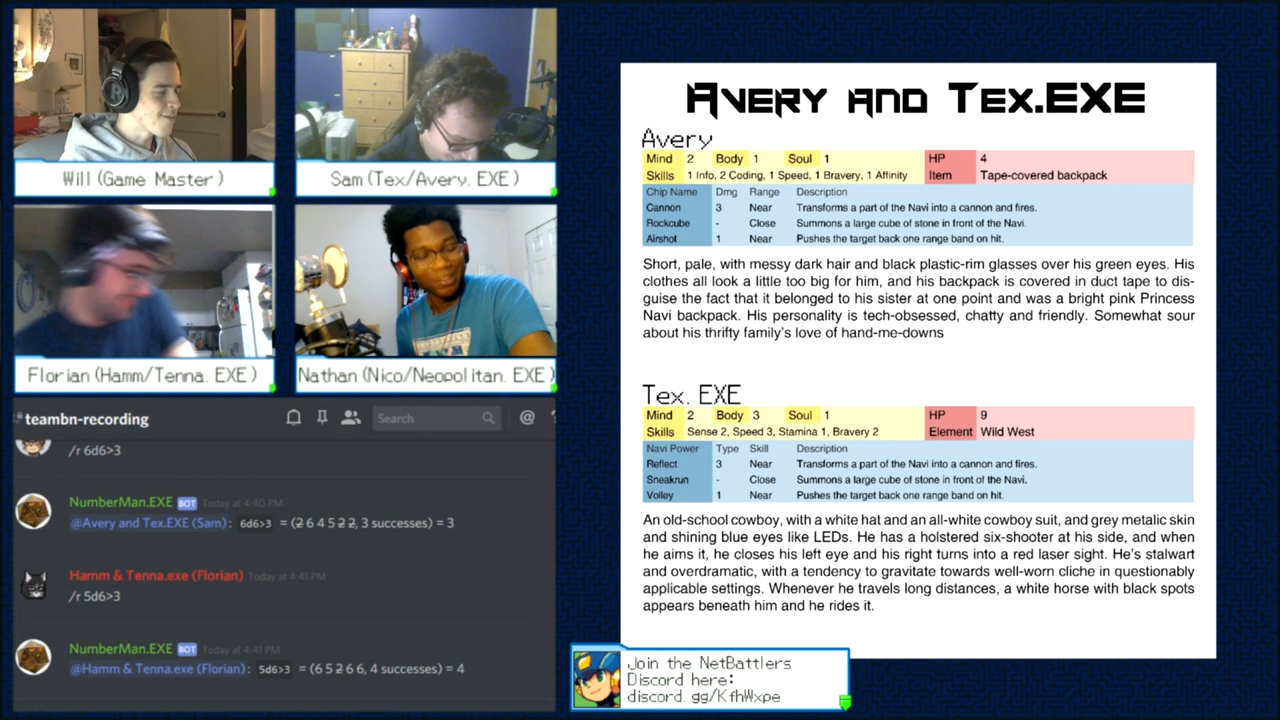 Will (Game Master)
Sam (Tex/Avery. EXE)
Florian (Hamm/Tenna. EXE)
Nathan (Nico/Neopolitan. EXE)
teambn-recording
Search
@
?
/r 6d6>3
NumberMan.EXE BOT Today at 4:40 PM
@Avery and Tex.EXE (Sam): 6d6>3 = (2 6 4 5 2 2, 3 successes) = 3
Hamm & Tenna.exe (Florian) Today at 4:41 PM
/r 5d6>3
NumberMan.EXE BOT Today at 4:41 PM
@Hamm & Tenna.exe (Florian): 5d6>3 = (6 5 2 6 6, 4 successes) = 4
AVERY AND TEX.EXE
Avery
Mind 2 Body 1 Soul 1 HP 4
Skills 1 Info, 2 Coding, 1 Speed, 1 Bravery, 1 Affinity Item Tape-covered backpack
Chip Name Dmg Range Description
Cannon 3 Near Transforms a part of the Navi into a cannon and fires.
Rockcube - Close Summons a large cube of stone in front of the Navi.
Airshot 1 Near Pushes the target back one range band on hit.
Short, pale, with messy dark hair and black plastic-rim glasses over his green eyes. His
clothes all look a little too big for him, and his backpack is covered in duct tape to dis-
guise the fact that it belonged to his sister at one point and was a bright pink Princess
Navi backpack. His personality is tech-obsessed, chatty and friendly. Somewhat sour
about his thrifty family's love of hand-me-downs
Tex. EXE
Mind 2 Body 3 Soul 1 HP 9
Skills Sense 2, Speed 3, Stamina 1, Bravery 2 Element Wild West
Navi Power Type Skill Description
Reflect 3 Near Transforms a part of the Navi into a cannon and fires.
Sneakrun - Close Summons a large cube of stone in front of the Navi.
Volley 1 Near Pushes the target back one range band on hit.
An old-school cowboy, with a white hat and an all-white cowboy suit, and grey metalic skin
and shining blue eyes like LEDs. He has a holstered six-shooter at his side, and when
he aims it, he closes his left eye and his right turns into a red laser sight. He's stalwart
and overdramatic, with a tendency to gravitate towards well-worn cliche in questionably
applicable settings. Whenever he travels long distances, a white horse with black spots
appears beneath him and he rides it.
Join the NetBattlers
Discord here:
discord. gg/KfhWxpe